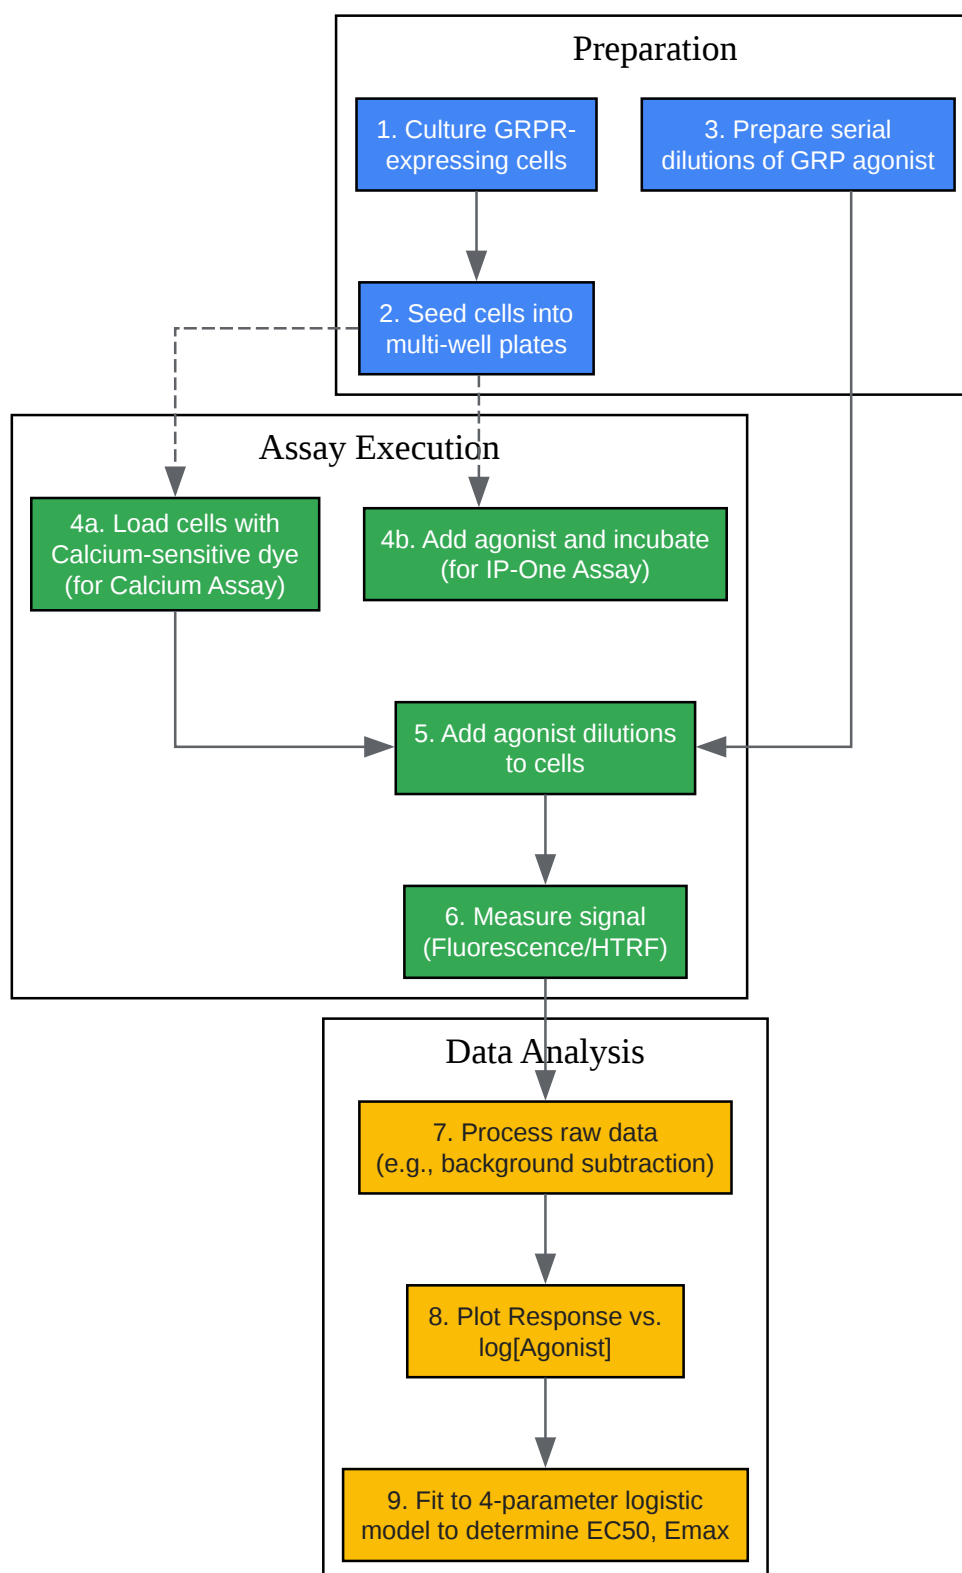 Preparation
1. Culture GRPR-
expressing cells
3. Prepare serial
dilutions of GRP agonist
2. Seed cells into
multi-well plates
Assay Execution
4a. Load cells with
Calcium-sensitive dye
(for Calcium Assay)
4b. Add agonist and incubate
(for IP-One Assay)
5. Add agonist dilutions
to cells
6. Measure signal
(Fluorescence/HTRF)
Data Analysis
7. Process raw data
(e.g., background subtraction)
8. Plot Response vs.
log[Agonist]
9. Fit to 4-parameter logistic
model to determine EC50, Emax